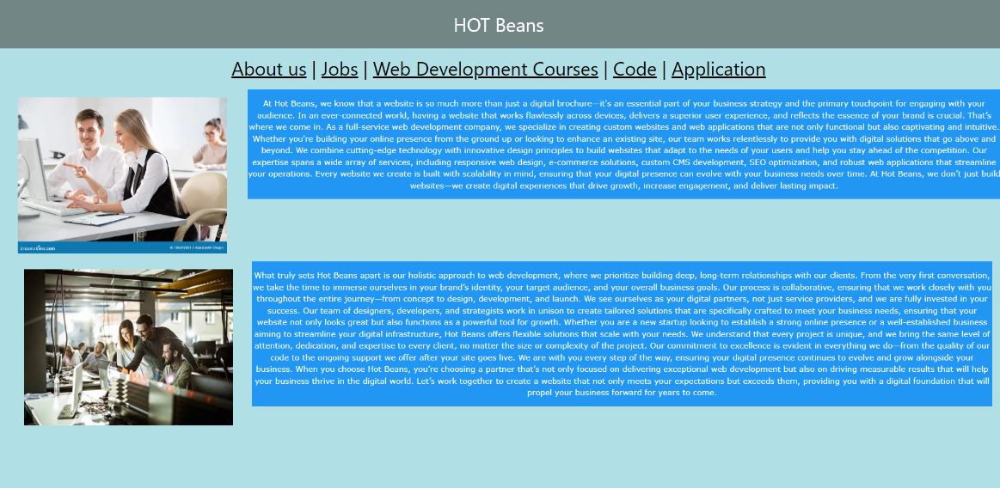 HOT Beans
About us | Jobs | Web Development Courses | Code | Application
At Hot Beans, we know that a website is so much more than just a digital brochure—it's an essential part of your business strategy and the primary touchpoint for engaging with your
audience. In an ever-connected world, having a website that works flawlessly across devices, delivers a superior user experience, and reflects the essence of your brand is crucial. That's
where we come in. As a full-service web development company, we specialize in creating custom websites and web applications that are not only functional but also captivating and intuitive.
Whether you're building your online presence from the ground up or looking to enhance an existing site, our team works relentlessly to provide you with digital solutions that go above and
beyond. We combine cutting-edge technology with innovative design principles to build websites that adapt to the needs of your users and help you stay ahead of the competition. Our
expertise spans a wide array of services, including responsive web design, e-commerce solutions, custom CMS development, SEO optimization, and robust web applications that streamline
your operations. Every website we create is built with scalability in mind, ensuring that your digital presence can evolve with your business needs over time. At Hot Beans, we don't just build
websites—we create digital experiences that drive growth, increase engagement, and deliver lasting impact.
dreamstime.com
What truly sets Hot Beans apart is our holistic approach to web development, where we prioritize building deep, long-term relationships with our clients. From the very first conversation,
we take the time to immerse ourselves in your brand's identity, your target audience, and your overall business goals. Our process is collaborative, ensuring that we work closely with you
throughout the entire journey—from concept to design, development, and launch. We see ourselves as your digital partners, not just service providers, and we are fully invested in your
success. Our team of designers, developers, and strategists work in unison to create tailored solutions that are specifically crafted to meet your business needs, ensuring that your
website not only looks great but also functions as a powerful tool for growth. Whether you are a new startup looking to establish a strong online presence or a well-established business
aiming to streamline your digital infrastructure, Hot Beans offers flexible solutions that scale with your needs. We understand that every project is unique, and we bring the same level of
attention, dedication, and expertise to every client, no matter the size or complexity of the project. Our commitment to excellence is evident in everything we do—from the quality of our
code to the ongoing support we offer after your site goes live. We are with you every step of the way, ensuring your digital presence continues to evolve and grow alongside your
business. When you choose Hot Beans, you're choosing a partner that's not only focused on delivering exceptional web development but also on driving measurable results that will help
your business thrive in the digital world. Let's work together to create a website that not only meets your expectations but exceeds them, providing you with a digital foundation that will
propel your business forward for years to come.